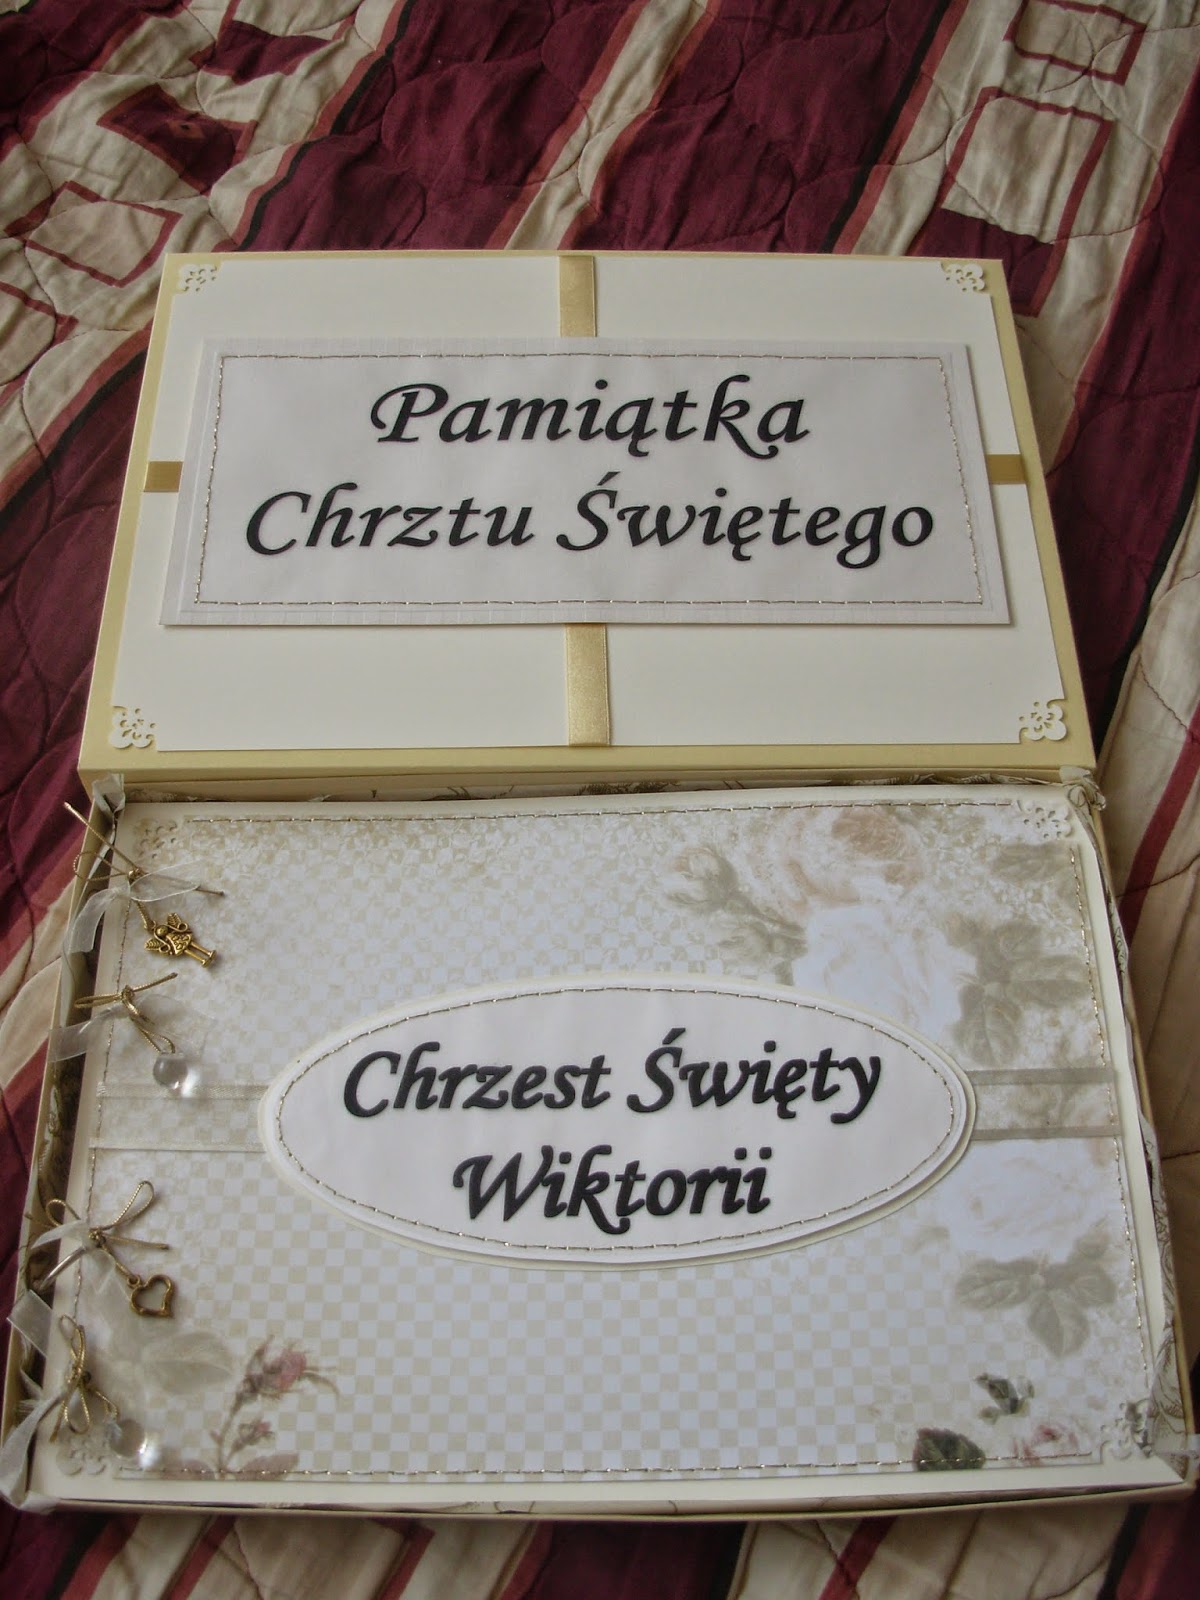 Pamiątka
Chrztu Świętego
Chrzest Święty
Wiktorii